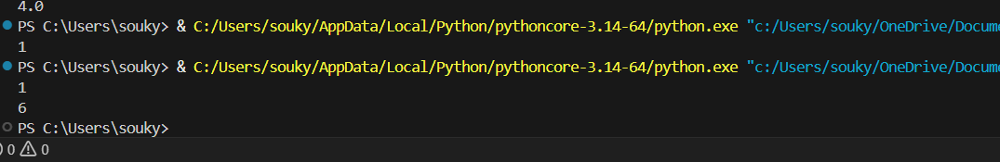 4.0
PS C:\Users\souky> & C:/Users/souky/AppData/Local/Python/pythoncore-3.14-64/python.exe "c:/Users/souky/OneDrive/Docume
1
PS C:\Users\souky> & C:/Users/souky/AppData/Local/Python/pythoncore-3.14-64/python.exe "c:/Users/souky/OneDrive/Docume
1
6
PS C:\Users\souky>
0 0